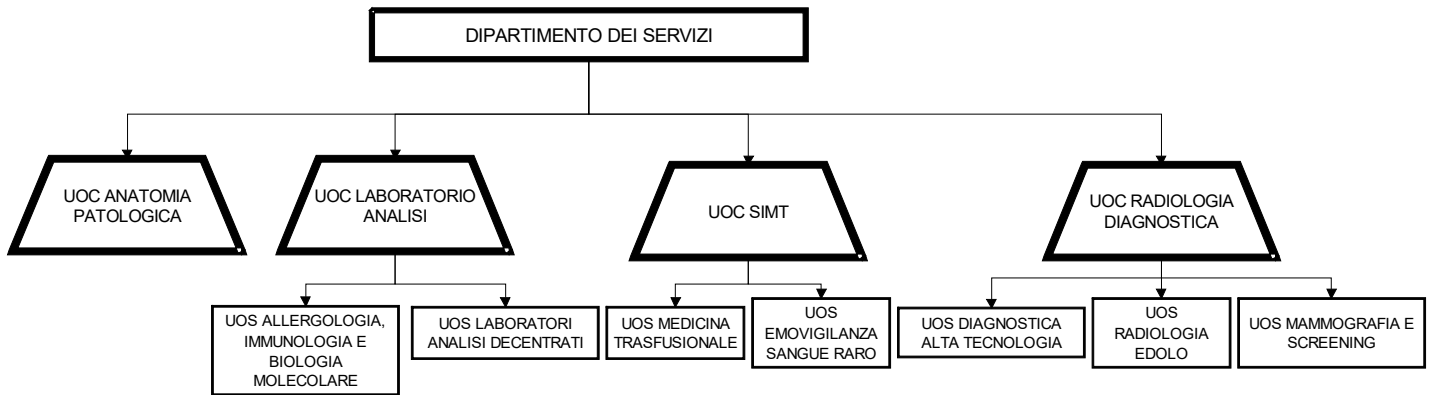 DIPARTIMENTO DEI SERVIZI
UOC ANATOMIA
PATOLOGICA
UOC LABORATORIO
ANALISI
UOC SIMT
UOC RADIOLOGIA
DIAGNOSTICA
UOS ALLERGOLOGIA,
IMMUNOLOGIA E
BIOLOGIA
MOLECOLARE
UOS LABORATORI
ANALISI DECENTRATI
UOS MEDICINA
TRASFUSIONALE
UOS
EMOVIGILANZA
SANGUE RARO
UOS DIAGNOSTICA
ALTA TECNOLOGIA
UOS
RADIOLOGIA
EDOLO
UOS MAMMOGRAFIA E
SCREENING